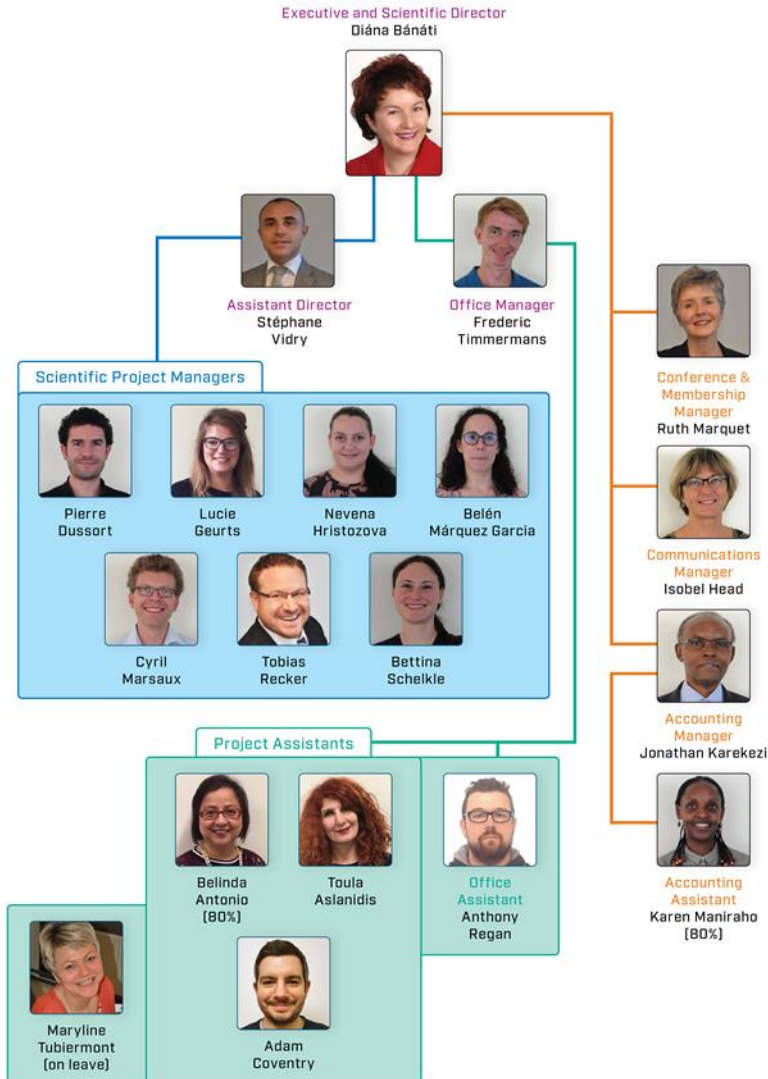 Executive and Scientific Director
Diána Bánáti
Assistant Director
Stéphane
Vidry
Office Manager
Frederic
Timmermans
Conference &
Membership
Manager
Ruth Marquet
Communications
Manager
Isobel Head
Accounting
Manager
Jonathan Karekezi
Accounting
Assistant
Karen Maniraho
(80%)
Scientific Project Managers
Pierre
Dussort
Lucie
Geurts
Nevena
Hristozova
Belén
Márquez Garcia
Cyril
Marsaux
Tobias
Recker
Bettina
Schelkle
Project Assistants
Belinda
Antonio
(80%)
Toula
Aslanidis
Office
Assistant
Anthony
Regan
Maryline
Tubiermont
(on leave)
Adam
Coventry